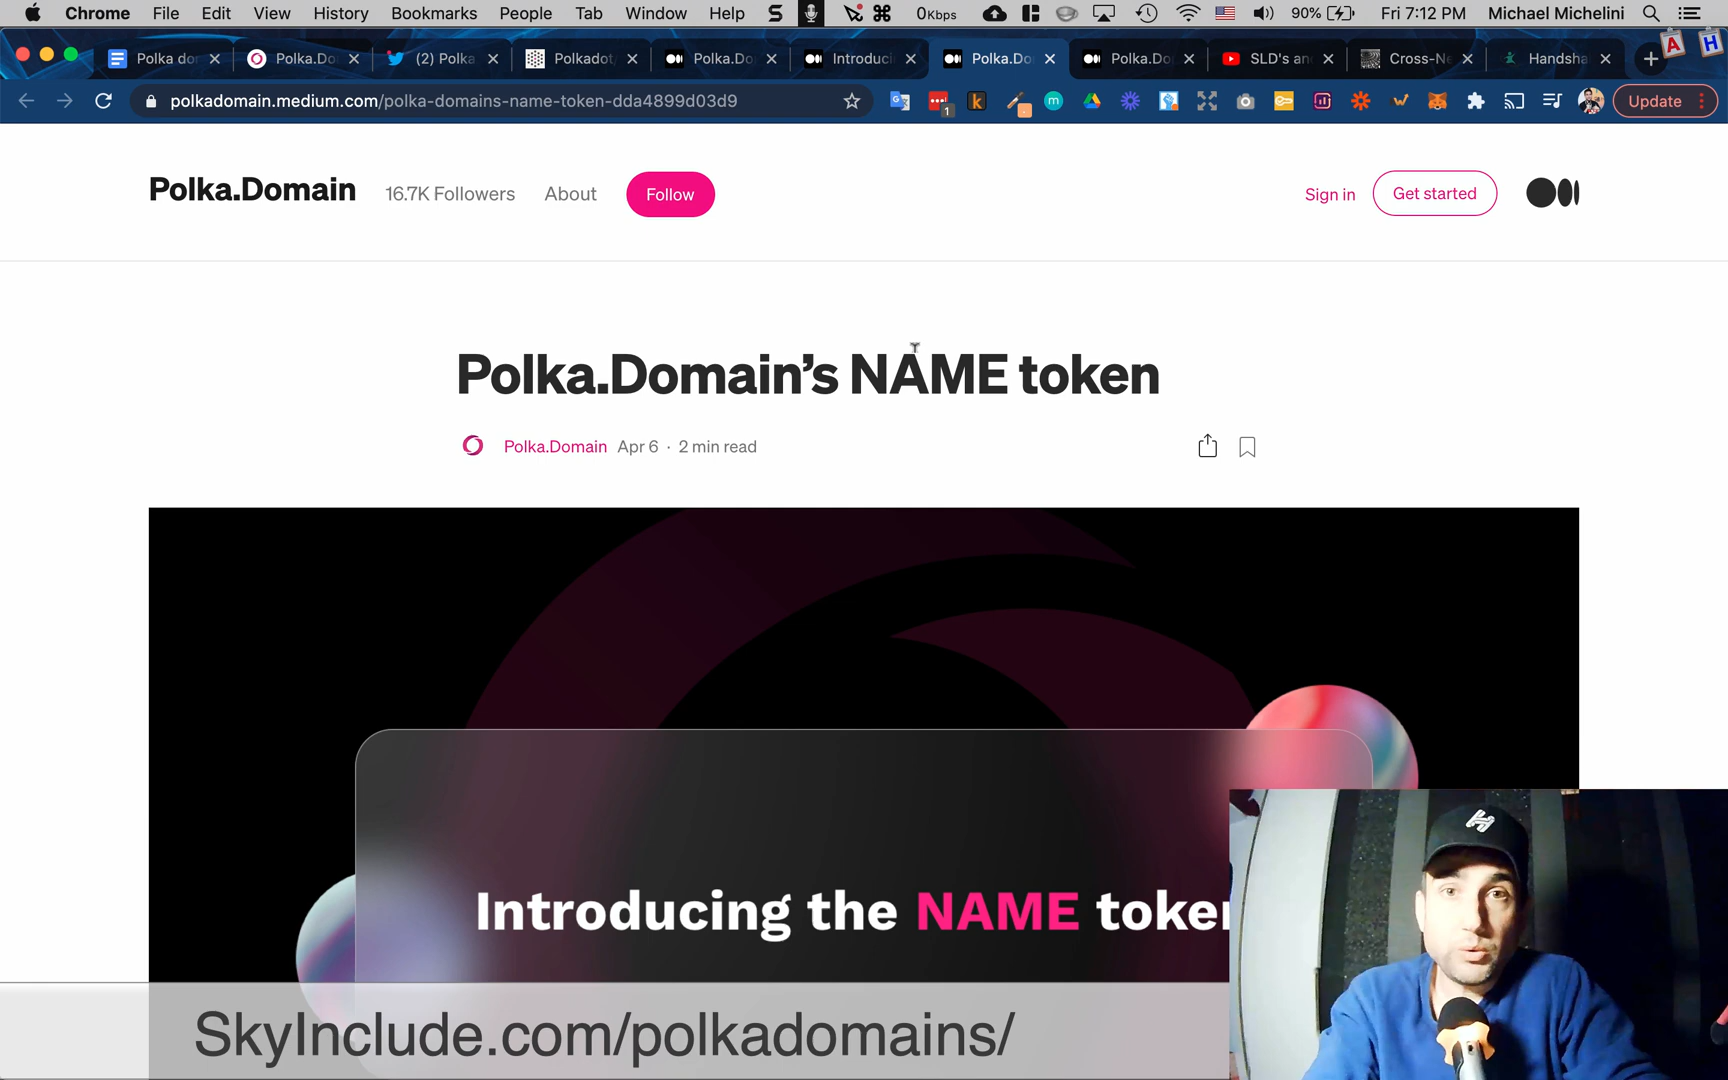 Chrome File Edit View History Bookmarks People Tab Window Help 0Kbps 90% Fri 7:12 PM Michael Michelini
Polka dor Polka.Do (2) Polka Polkadot Polka.Do Introduci Polka.Do Polka.Do SLD's an Cross-Ne Handsha A H
polkadomain.medium.com/polka-domains-name-token-dda4899d03d9 1 k m Update
Polka.Domain 16.7K Followers About Follow Sign in Get started
Polka.Domain's NAME token
Polka.Domain Apr 6 · 2 min read
Introducing the NAME token
SkyInclude.com/polkadomains/